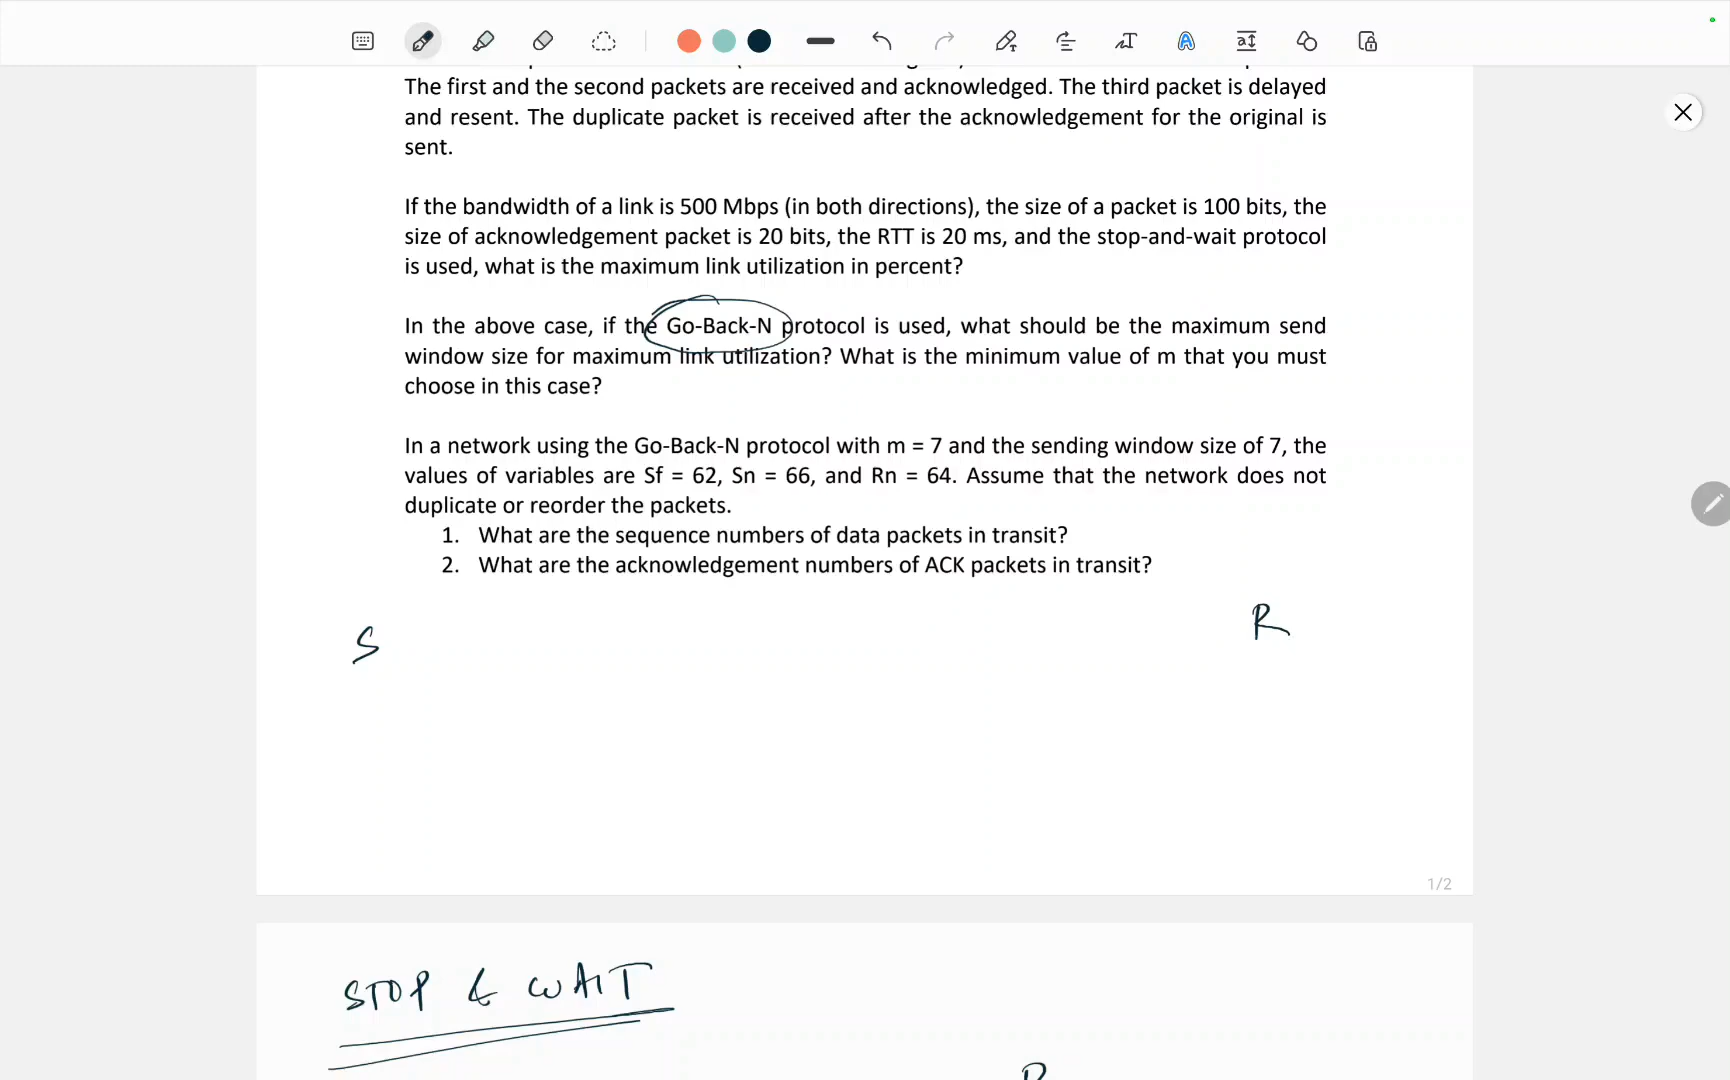 The first and the second packets are received and acknowledged. The third packet is delayed
and resent. The duplicate packet is received after the acknowledgement for the original is
sent.
If the bandwidth of a link is 500 Mbps (in both directions), the size of a packet is 100 bits, the
size of acknowledgement packet is 20 bits, the RTT is 20 ms, and the stop-and-wait protocol
is used, what is the maximum link utilization in percent?
In the above case, if the Go-Back-N protocol is used, what should be the maximum send
window size for maximum link utilization? What is the minimum value of m that you must
choose in this case?
In a network using the Go-Back-N protocol with m = 7 and the sending window size of 7, the
values of variables are Sf = 62, Sn = 66, and Rn = 64. Assume that the network does not
duplicate or reorder the packets.
1. What are the sequence numbers of data packets in transit?
2. What are the acknowledgement numbers of ACK packets in transit?
S R
1/2
STOP & WAIT